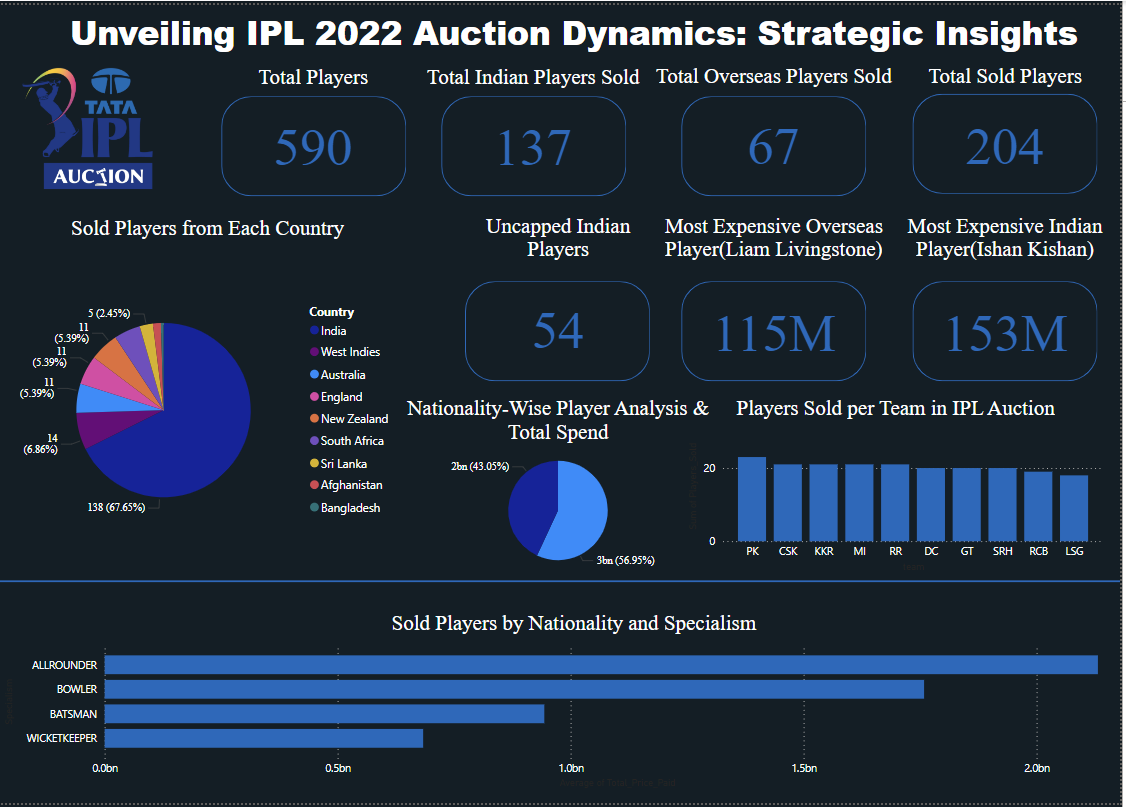 Unveiling IPL 2022 Auction Dynamics: Strategic Insights
TATA
IPL
AUCTION
Total Players
590
Total Indian Players Sold
137
Total Overseas Players Sold
67
Total Sold Players
204
Sold Players from Each Country
5 (2.45%)
11
(5.39%)
11
(5.39%)
11
(5.39%)
14
(6.86%)
138 (67.65%)
Country
India
West Indies
Australia
England
New Zealand
South Africa
Sri Lanka
Afghanistan
Bangladesh
Uncapped Indian
Players
54
Most Expensive Overseas
Player(Liam Livingstone)
115M
Most Expensive Indian
Player(Ishan Kishan)
153M
Nationality-Wise Player Analysis &
Total Spend
2bn (43.05%)
3bn (56.95%)
Players Sold per Team in IPL Auction
20
0
PK CSK KKR MI RR DC GT SRH RCB LSG
Sold Players by Nationality and Specialism
ALLROUNDER
BOWLER
BATSMAN
WICKETKEEPER
0.0bn 0.5bn 1.0bn 1.5bn 2.0bn